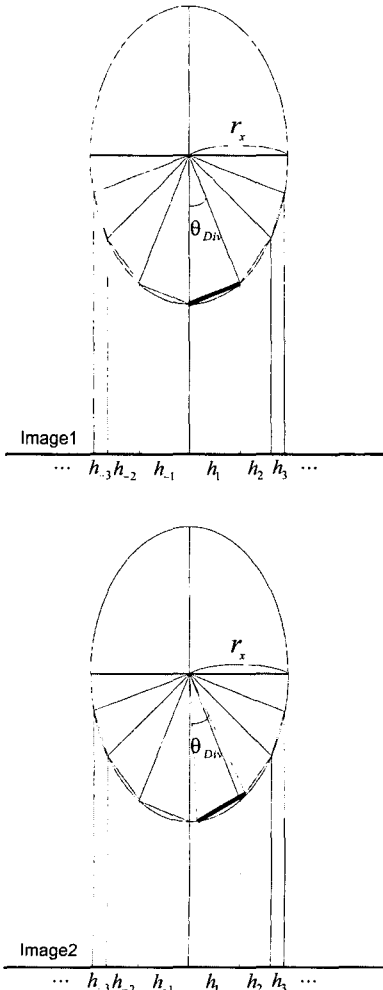 r_x
θ_Div
Image1
··· h_-3 h_-2 h_-1 h_1 h_2 h_3 ···
r_x
θ_Div
Image2
··· h_-3 h_-2 h_-1 h_1 h_2 h_3 ···